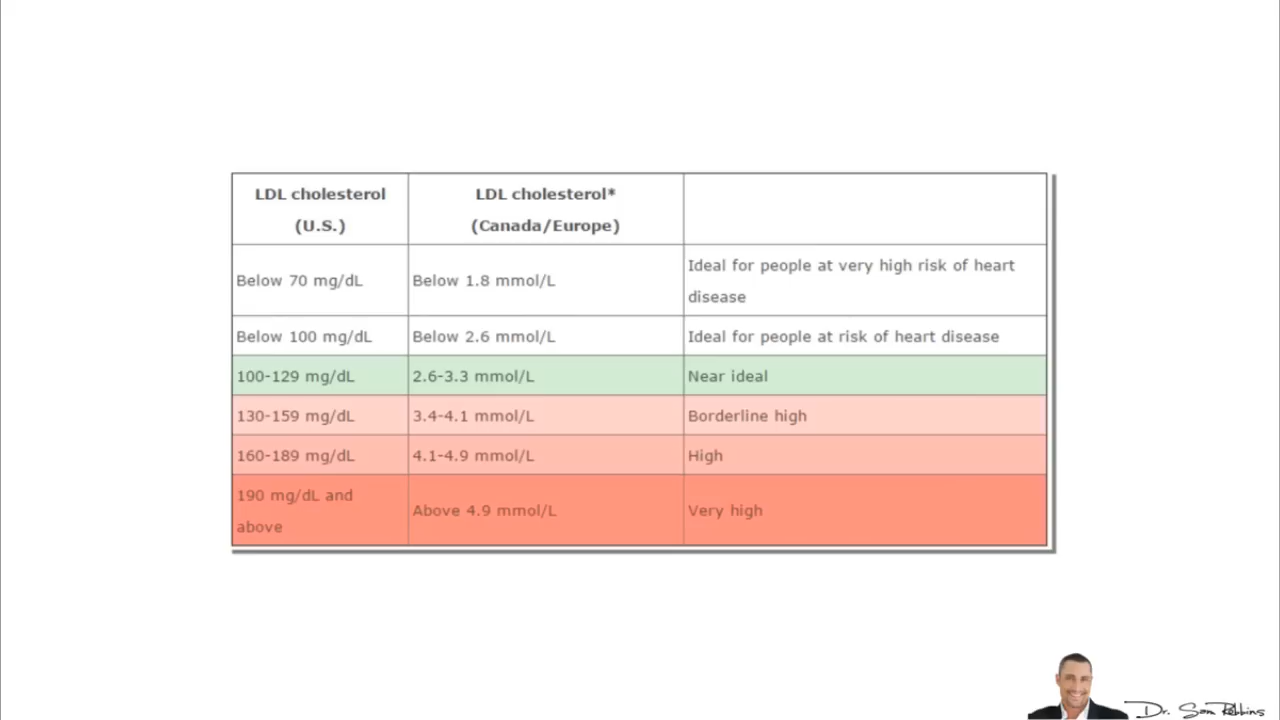 LDL cholesterol
(U.S.)
LDL cholesterol*
(Canada/Europe)
Below 70 mg/dL
Below 1.8 mmol/L
Ideal for people at very high risk of heart
disease
Below 100 mg/dL
Below 2.6 mmol/L
Ideal for people at risk of heart disease
100-129 mg/dL
2.6-3.3 mmol/L
Near ideal
130-159 mg/dL
3.4-4.1 mmol/L
Borderline high
160-189 mg/dL
4.1-4.9 mmol/L
High
190 mg/dL and
above
Above 4.9 mmol/L
Very high
Dr. Sam Robbins